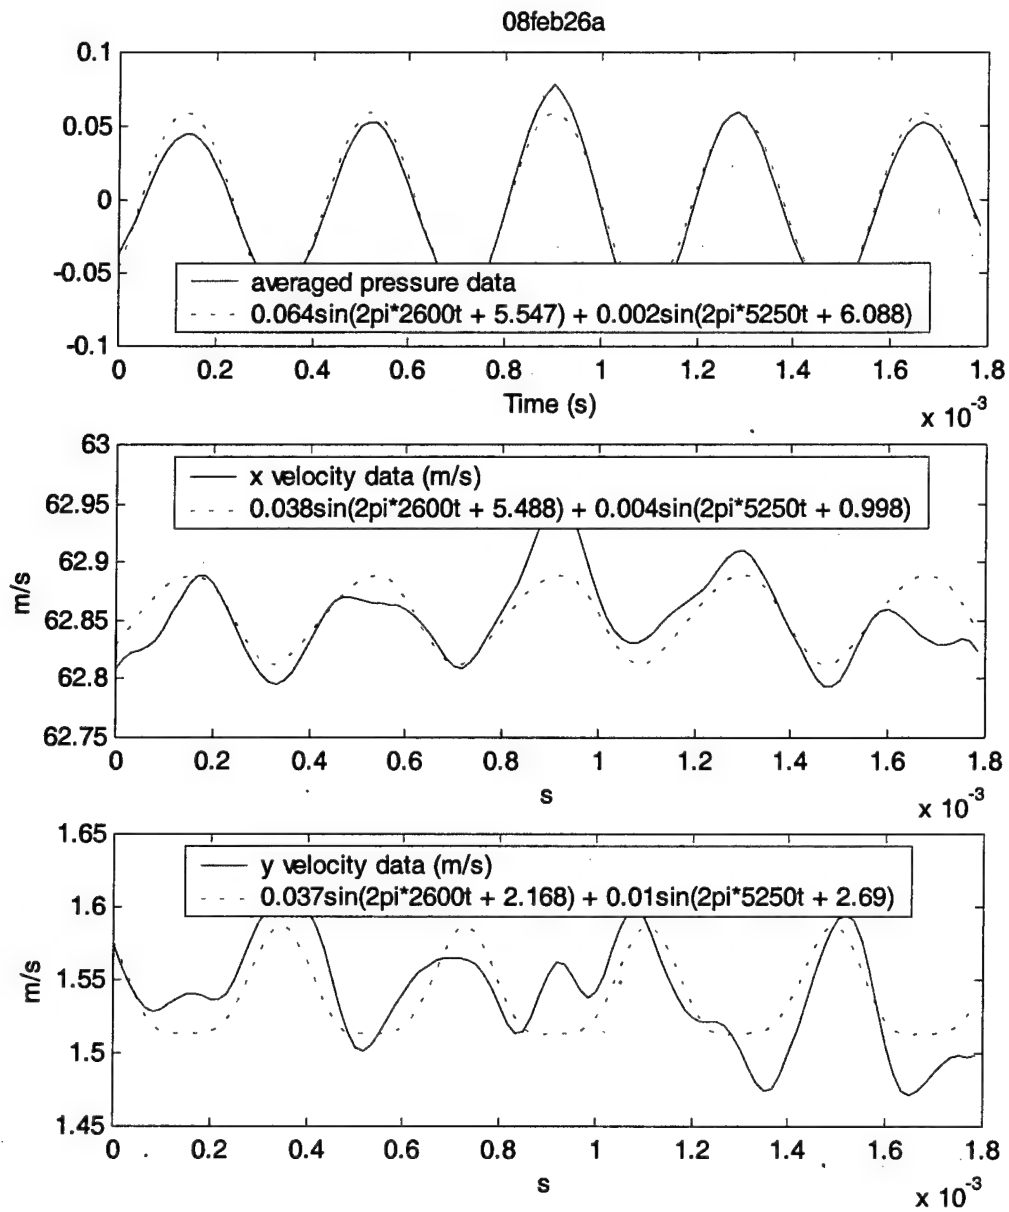 08feb26a
0.1
0.05
0
-0.05
-0.1
averaged pressure data
0.064sin(2pi*2600t + 5.547) + 0.002sin(2pi*5250t + 6.088)
0 0.2 0.4 0.6 0.8 1 1.2 1.4 1.6 1.8
Time (s)
x 10-3
63
62.95
62.9
62.85
62.8
62.75
m/s
x velocity data (m/s)
0.038sin(2pi*2600t + 5.488) + 0.004sin(2pi*5250t + 0.998)
0 0.2 0.4 0.6 0.8 1 1.2 1.4 1.6 1.8
s
x 10-3
1.65
1.6
1.55
1.5
1.45
m/s
y velocity data (m/s)
0.037sin(2pi*2600t + 2.168) + 0.01sin(2pi*5250t + 2.69)
0 0.2 0.4 0.6 0.8 1 1.2 1.4 1.6 1.8
s
x 10-3